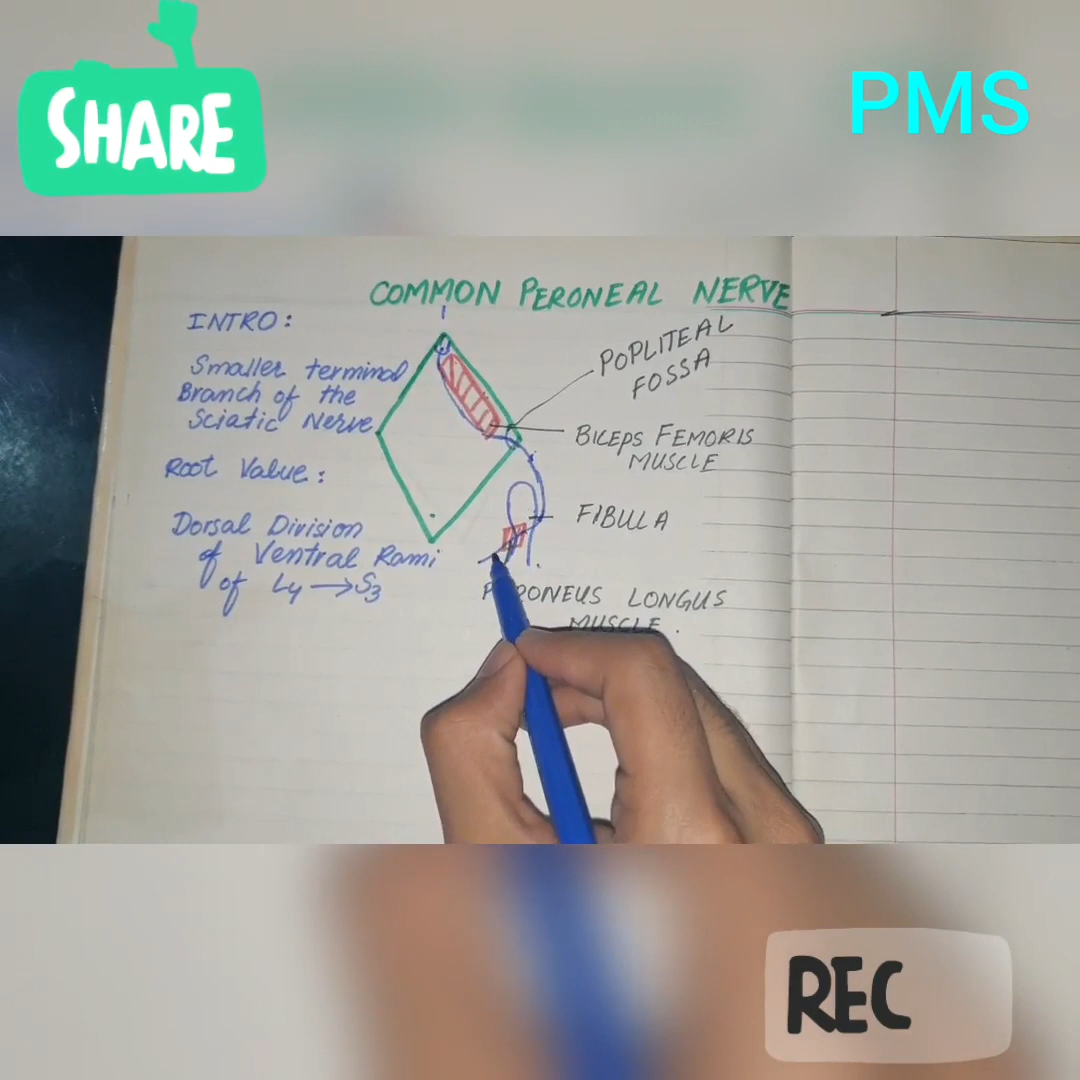 SHARE
PMS
COMMON PERONEAL NERVE
INTRO:
Smaller terminal
Branch of the
Sciatic Nerve
Root Value:
Dorsal Division
of Ventral Rami
of L4 → S3
POPLITEAL
FOSSA
BICEPS FEMORIS
MUSCLE
FIBULA
LONGUS
MUSCLE.
REC